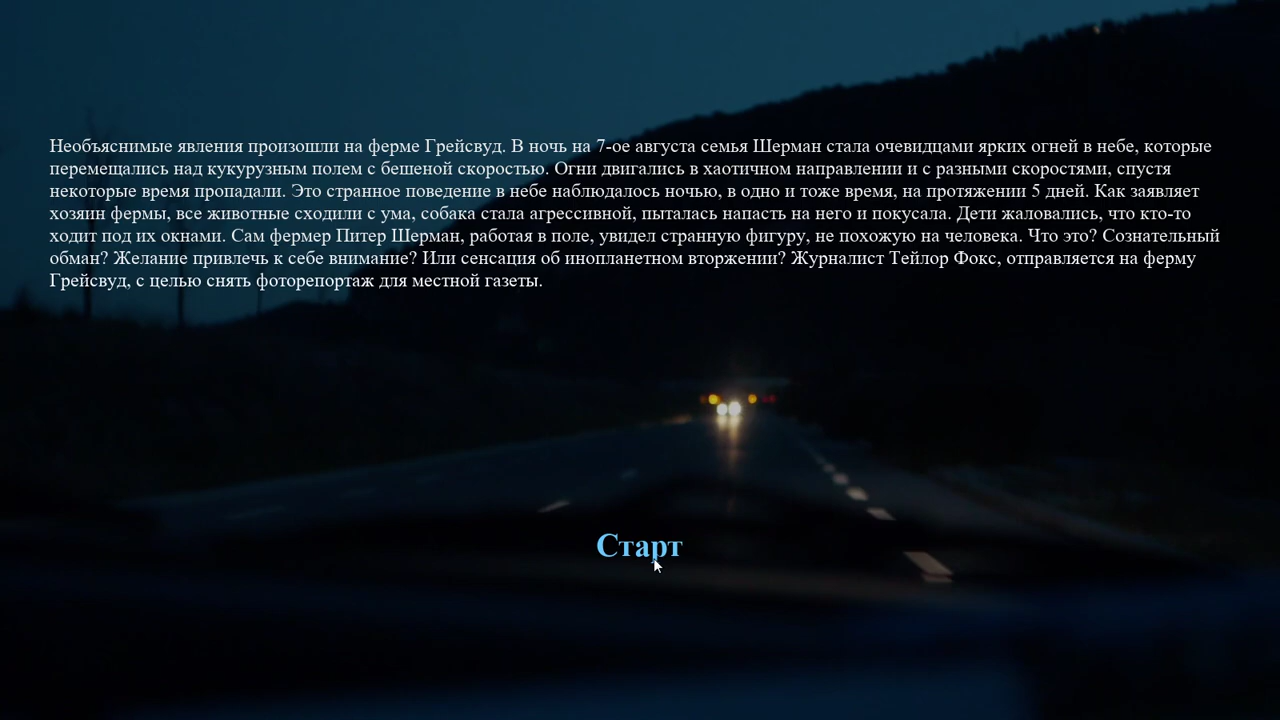 Необъяснимые явления произошли на ферме Грейсвуд. В ночь на 7-ое августа семья Шерман стала очевидцами ярких огней в небе, которые
перемещались над кукурузным полем с бешеной скоростью. Огни двигались в хаотичном направлении и с разными скоростями, спустя
некоторые время пропадали. Это странное поведение в небе наблюдалось ночью, в одно и тоже время, на протяжении 5 дней. Как заявляет
хозяин фермы, все животные сходили с ума, собака стала агрессивной, пыталась напасть на него и покусала. Дети жаловались, что кто-то
ходит под их окнами. Сам фермер Питер Шерман, работая в поле, увидел странную фигуру, не похожую на человека. Что это? Сознательный
обман? Желание привлечь к себе внимание? Или сенсация об инопланетном вторжении? Журналист Тейлор Фокс, отправляется на ферму
Грейсвуд, с целью снять фоторепортаж для местной газеты.
Старт